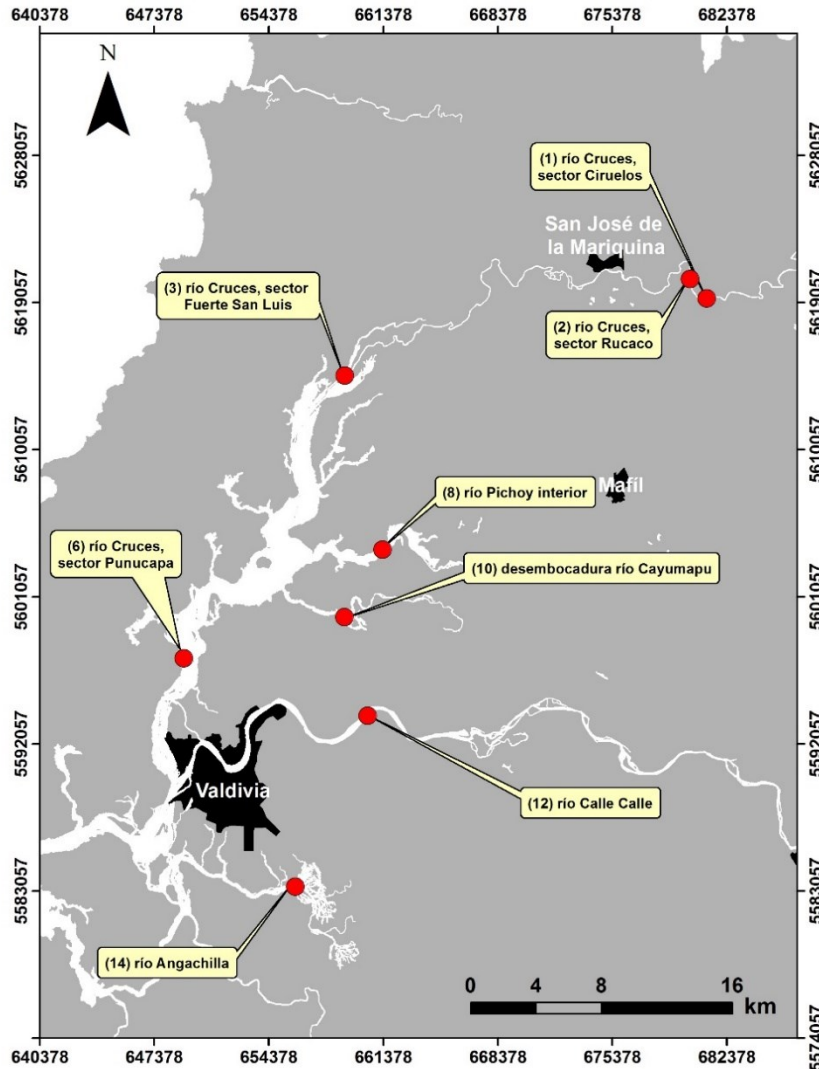 640378 647378 654378 661378 668378 675378 682378
N
5628057
5628057
(1) río Cruces,
sector Ciruelos
San José de
la Mariquina
(3) río Cruces, sector
Fuerte San Luis
5619057
5619057
(2) río Cruces,
sector Rucaco
5610057
5610057
Mafíl
(8) río Pichoy interior
(6) río Cruces,
sector Punucapa
(10) desembocadura río Cayumapu
5601057
5601057
5592057
5592057
Valdivia
(12) río Calle Calle
5583057
5583057
(14) río Angachilla
0 4 8 16
km
5574057
5574057
640378 647378 654378 661378 668378 675378 682378